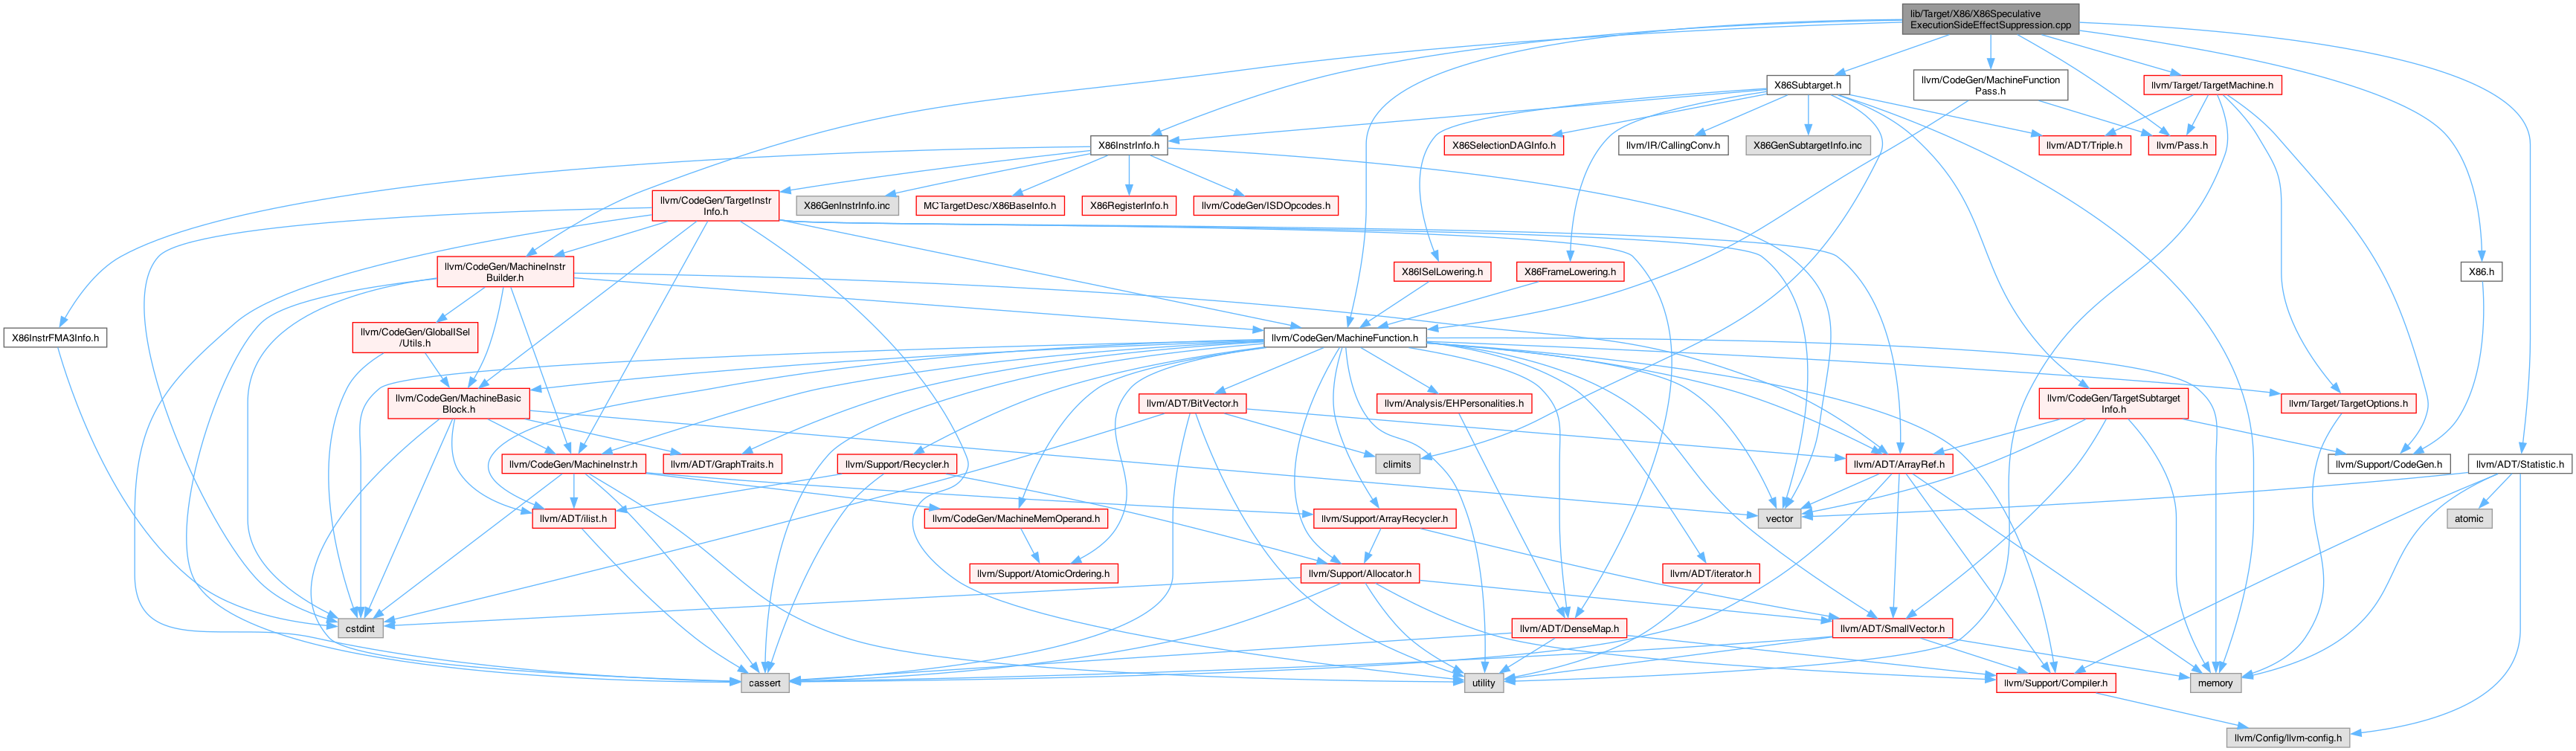 lib/Target/X86/X86Speculative
ExecutionSideEffectSuppression.cpp
X86Subtarget.h
llvm/CodeGen/MachineFunction
Pass.h
llvm/Target/TargetMachine.h
X86InstrInfo.h
X86SelectionDAGInfo.h
llvm/IR/CallingConv.h
X86GenSubtargetInfo.inc
llvm/ADT/Triple.h
llvm/Pass.h
llvm/CodeGen/TargetInstr
Info.h
X86GenInstrInfo.inc
MCTargetDesc/X86BaseInfo.h
X86RegisterInfo.h
llvm/CodeGen/ISDOpcodes.h
llvm/CodeGen/MachineInstr
Builder.h
X86ISelLowering.h
X86FrameLowering.h
X86.h
X86InstrFMA3Info.h
llvm/CodeGen/GlobalISel
/Utils.h
llvm/CodeGen/MachineFunction.h
llvm/CodeGen/MachineBasic
Block.h
llvm/ADT/BitVector.h
llvm/Analysis/EHPersonalities.h
llvm/CodeGen/TargetSubtarget
Info.h
llvm/Target/TargetOptions.h
llvm/CodeGen/MachineInstr.h
llvm/ADT/GraphTraits.h
llvm/Support/Recycler.h
climits
llvm/ADT/ArrayRef.h
llvm/Support/CodeGen.h
llvm/ADT/Statistic.h
llvm/ADT/ilist.h
llvm/CodeGen/MachineMemOperand.h
llvm/Support/ArrayRecycler.h
vector
atomic
llvm/Support/AtomicOrdering.h
llvm/Support/Allocator.h
llvm/ADT/iterator.h
cstdint
llvm/ADT/DenseMap.h
llvm/ADT/SmallVector.h
cassert
utility
llvm/Support/Compiler.h
memory
llvm/Config/llvm-config.h